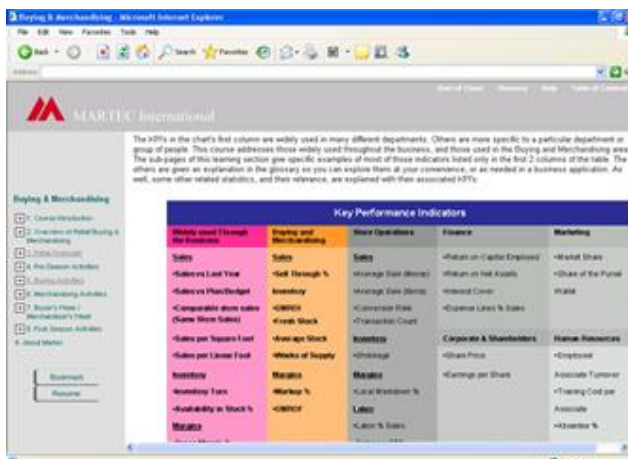 Buying & Merchandising - Microsoft Internet Explorer
File Edit View Favorites Tools Help
Back Search Favorites
Address
Start of Class Glossary Help Table of Contents
MARTEC International
The KPI's in the chart's first column are widely used in many different departments. Others are more specific to a particular department or
group of people. This course addresses those widely used throughout the business, and those used in the Buying and Merchandising area.
The sub-pages of this learning section give specific examples of most of those indicators listed only in the first 2 columns of the table. The
others are given an explanation in the glossary so you can explore them at your convenience, or as needed in a business application. As
well, some other related statistics, and their relevance, are explained with their associated KPI's.
Buying & Merchandising
1. Course Introduction
2. Overview of Retail Buying &
Merchandising
3. Retail Financials
4. Pre-Season Activities
5. Buying Activities
6. Merchandising Activities
7. Buyer's Week /
Merchandiser's Week
8. Post Season Activities
9. About Martec
Bookmark
Resume
Key Performance Indicators
Widely used Through
the Business
Sales
•Sales vs Last Year
•Sales vs Plan/Budget
•Comparable store sales
(Same Store Sales)
•Sales per Square Foot
•Sales per Linear Foot
Inventory
•Inventory Turn
•Availability in Stock %
Margins
Buying and
Merchandising
Sales
•Sell Through %
Inventory
•GMROI
•Fresh Stock
•Average Stock
•Weeks of Supply
Margins
•Markup %
•GMROF
Store Operations
Sales
•Average Sale
•Average Sale (Items)
•Conversion Rate
•Transaction Count
Inventory
•Shrinkage
Margins
•Local Markdown %
Labor
•Labor % Sales
Finance
•Return on Capital Employed
•Return on Net Assets
•Interest Cover
•Expense Lines % Sales
Corporate & Shareholders
•Share Price
•Earnings per Share
Marketing
•Market Share
•Share of the Purse/
Wallet
Human Resources
•Employee/
Associate Turnover
•Training Cost per
Associate
•Absentee %